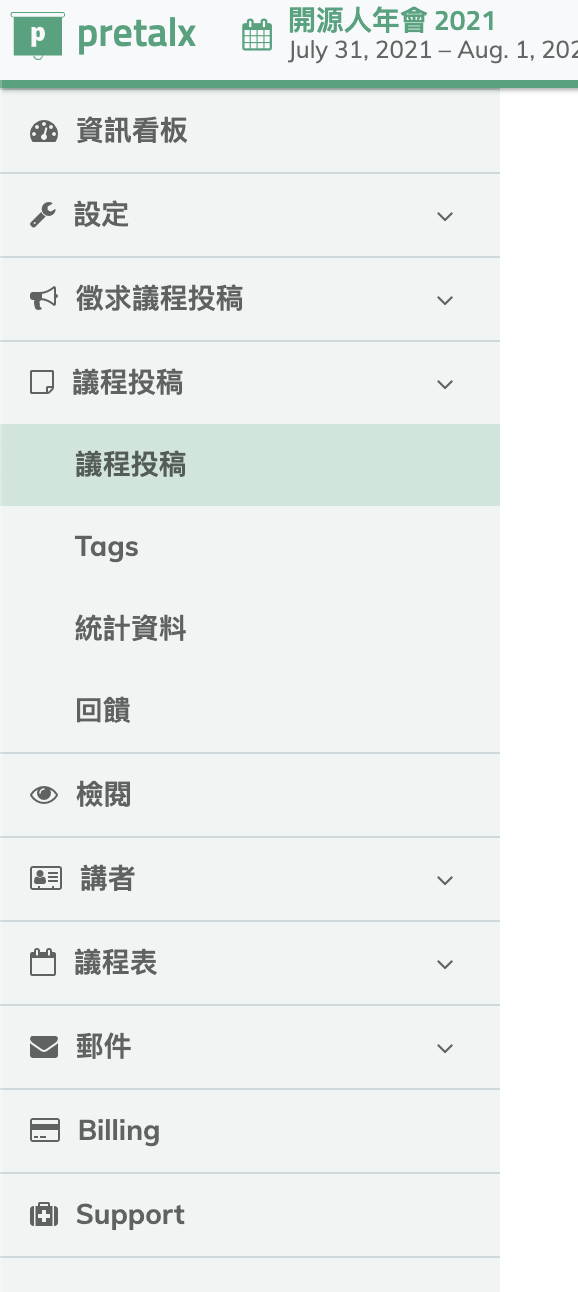 p pretalx
開源人年會 2021
July 31, 2021 – Aug. 1, 202
資訊看板
設定
徵求議程投稿
議程投稿
議程投稿
Tags
統計資料
回饋
檢閱
講者
議程表
郵件
Billing
Support